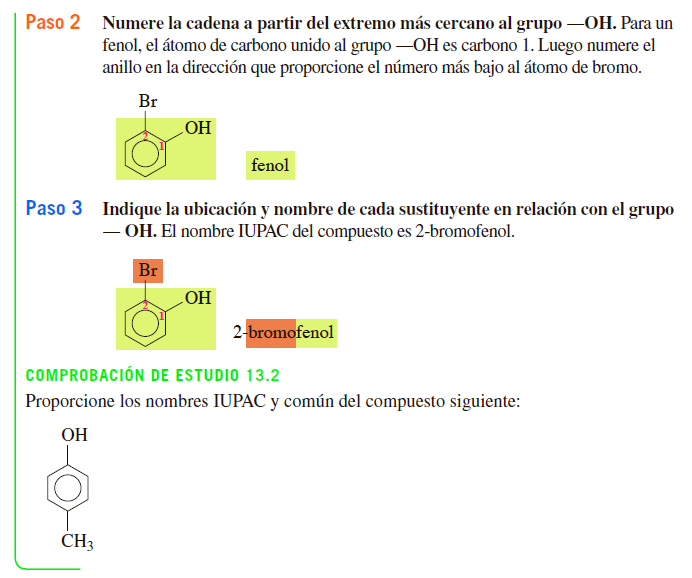 Paso 2 Numere la cadena a partir del extremo más cercano al grupo —OH. Para un
fenol, el átomo de carbono unido al grupo —OH es carbono 1. Luego numere el
anillo en la dirección que proporcione el número más bajo al átomo de bromo.
Br
OH
2
1
fenol
Paso 3 Indique la ubicación y nombre de cada sustituyente en relación con el grupo
— OH. El nombre IUPAC del compuesto es 2-bromofenol.
Br
OH
2
1
2-bromofenol
COMPROBACIÓN DE ESTUDIO 13.2
Proporcione los nombres IUPAC y común del compuesto siguiente:
OH
CH3